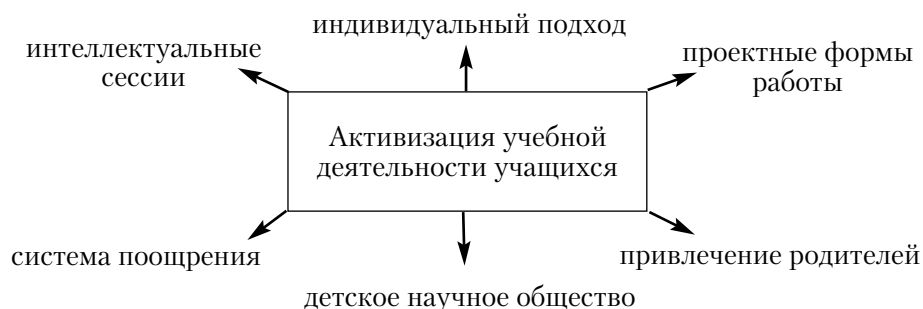 индивидуальный подход
интеллектуальные
сессии
проектные формы
работы
Активизация учебной
деятельности учащихся
система поощрения
привлечение родителей
детское научное общество